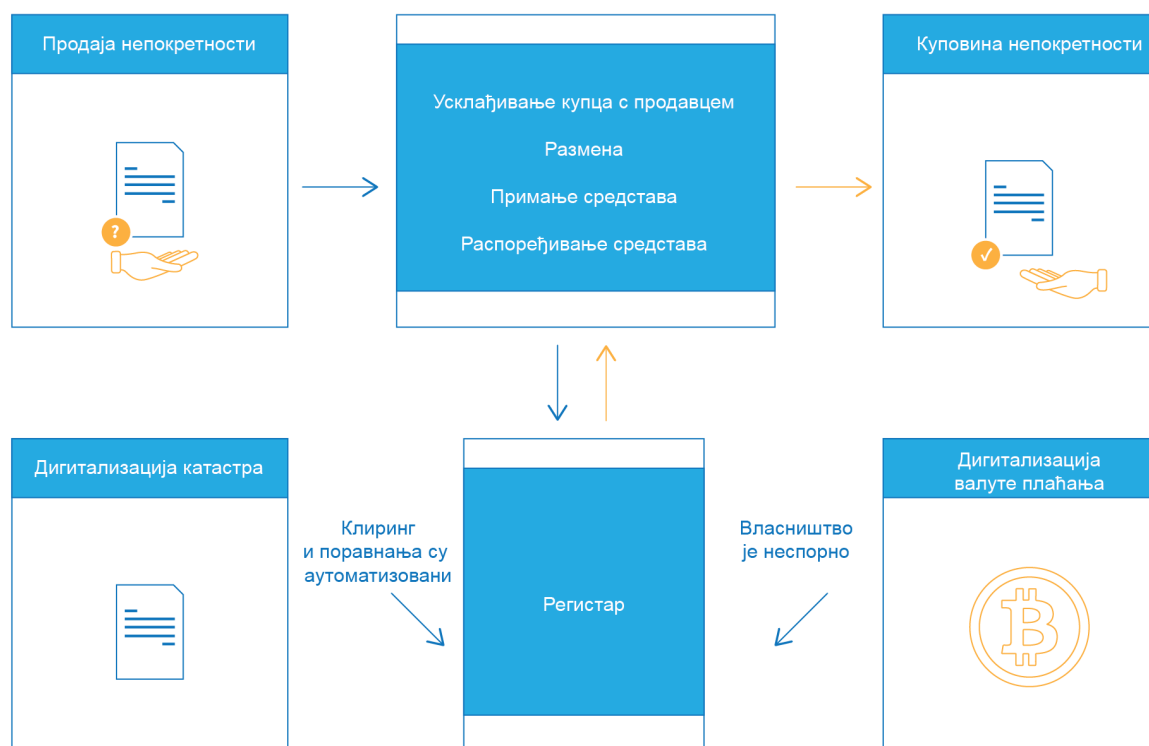 Продаја непокретности
Усклађивање купца с продавцем
Размена
Примање средстава
Распоређивање средстава
Куповина непокретности
?
Дигитализација катастра
Клиринг
и поравнања су
аутоматизовани
Регистар
Власништво
је неспорно
Дигитализација
валуте плаћања